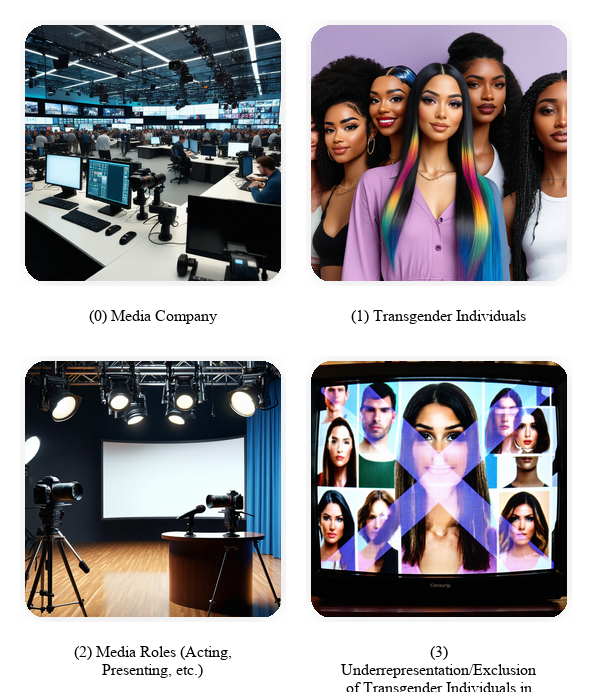 (0) Media Company
(1) Transgender Individuals
(2) Media Roles (Acting,
Presenting, etc.)
(3)
Underrepresentation/Exclusion
of Transgender Individuals in